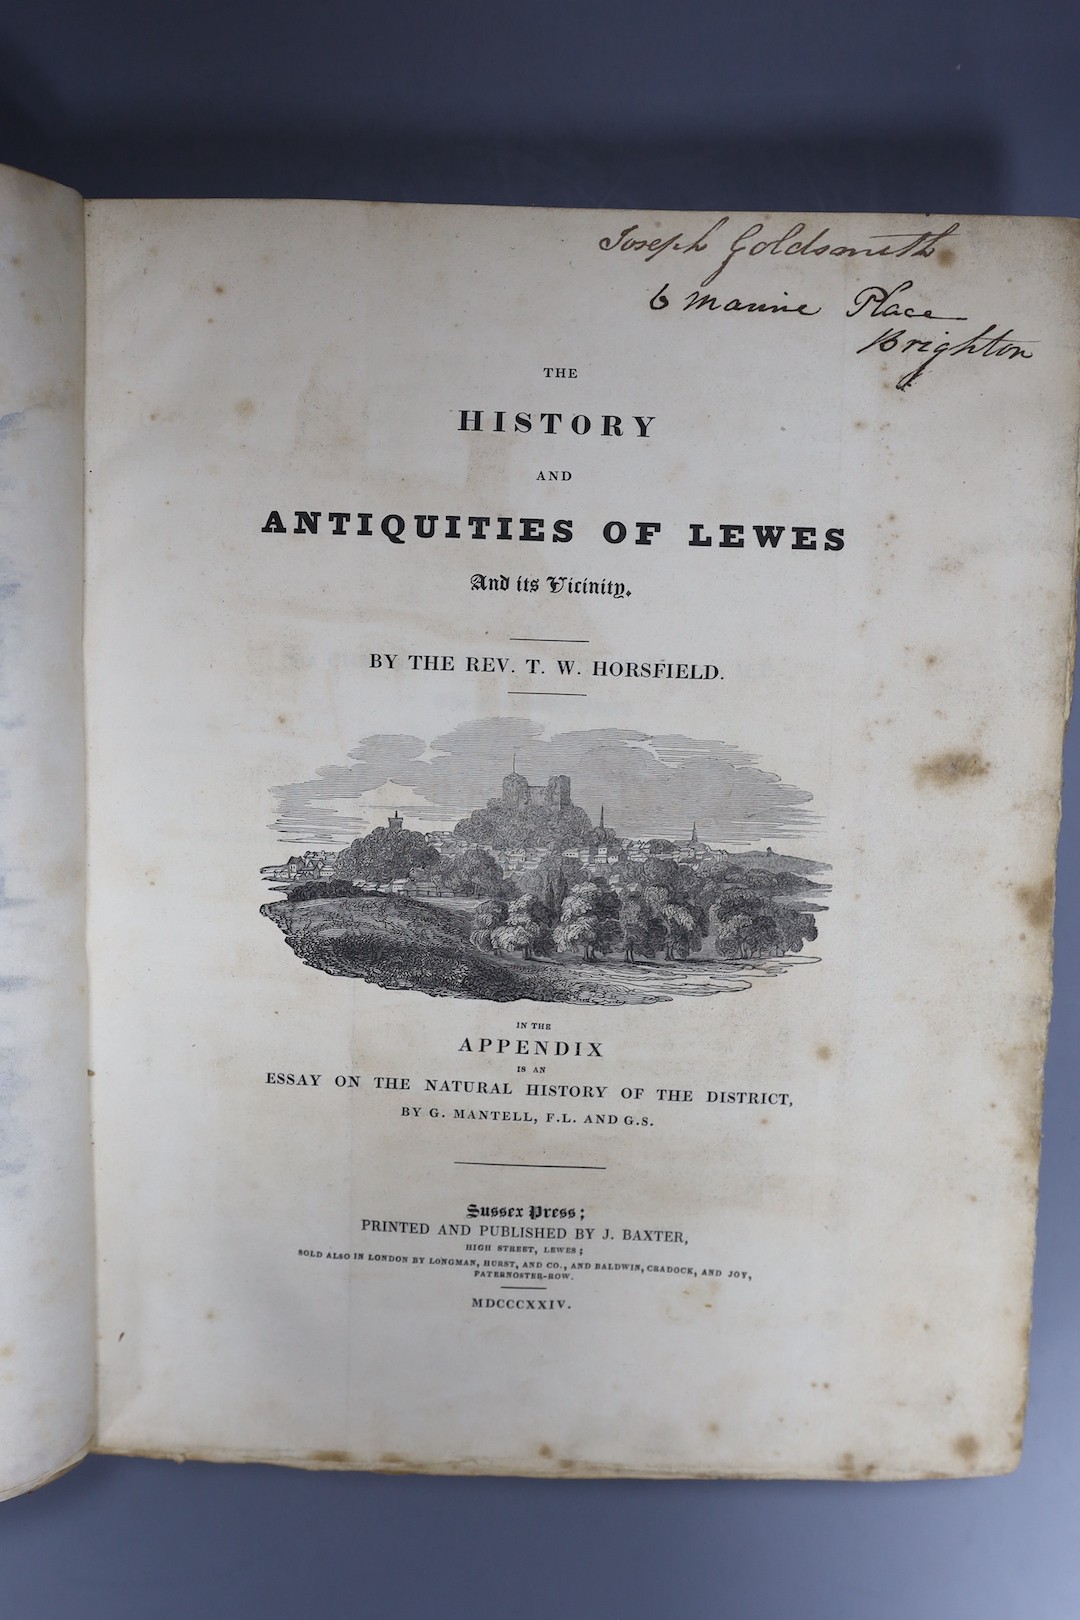 Joseph Goldsmith
6 Marine Place
Brighton
THE
HISTORY
AND
ANTIQUITIES OF LEWES
And its Vicinity.
BY THE REV. T. W. HORSFIELD.
IN THE
APPENDIX
IS AN
ESSAY ON THE NATURAL HISTORY OF THE DISTRICT,
BY G. MANTELL, F.L. AND G.S.
Sussex Press;
PRINTED AND PUBLISHED BY J. BAXTER,
HIGH STREET, LEWES;
SOLD ALSO IN LONDON BY LONGMAN, HURST, AND CO., AND BALDWIN, CRADOCK, AND JOY,
PATERNOSTER-ROW.
MDCCCXXIV.